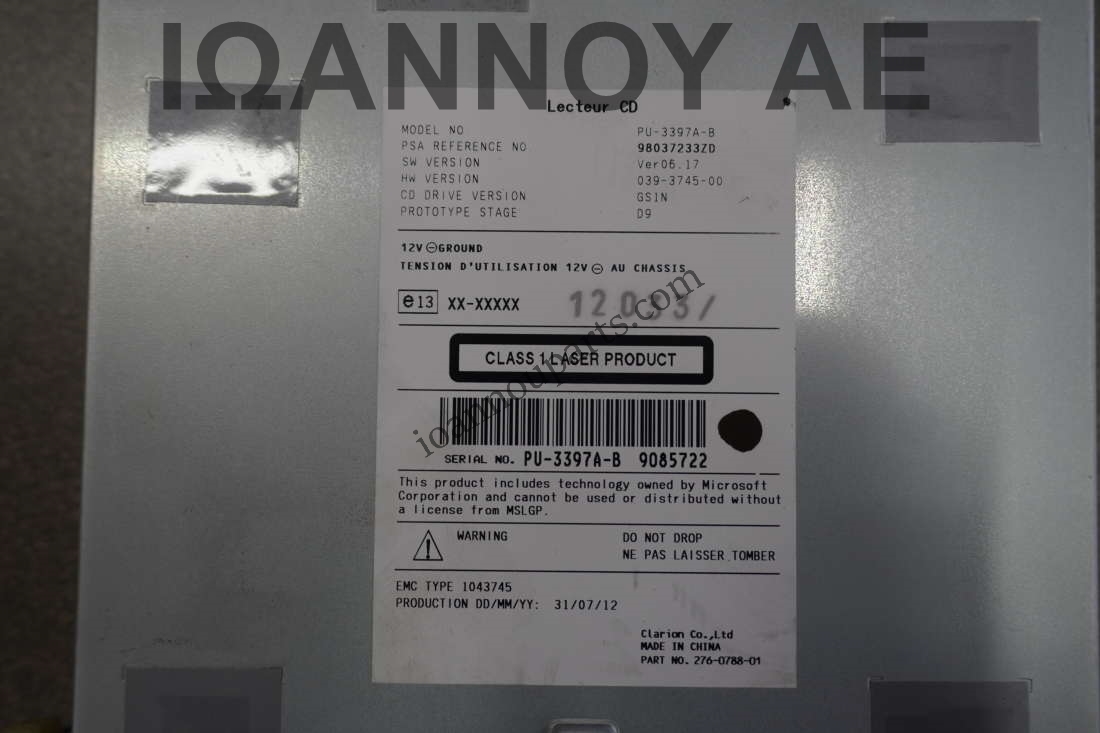 ΙΩΑΝΝΟΥ ΑΕ
Lecteur CD
MODEL NO PU-3397A-B
PSA REFERENCE NO 98037233ZD
SW VERSION Ver06.17
HW VERSION 039-3745-00
CD DRIVE VERSION GS1N
PROTOTYPE STAGE D9
12V ⊖GROUND
TENSION D'UTILISATION 12V ⊖ AU CHASSIS
e13 XX-XXXXX
CLASS 1 LASER PRODUCT
ioannouparts.com
SERIAL NO. PU-3397A-B 9085722
This product includes technology owned by Microsoft
Corporation and cannot be used or distributed without
a license from MSLGP.
WARNING DO NOT DROP
NE PAS LAISSER TOMBER
EMC TYPE 1043745
PRODUCTION DD/MM/YY: 31/07/12
Clarion Co.,Ltd
MADE IN CHINA
PART NO. 276-0788-01